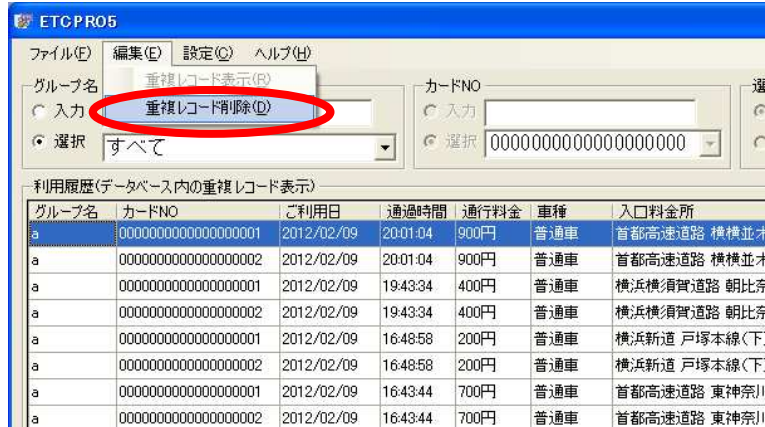 ETCPRO5
ファイル(F) 編集(E) 設定(C) ヘルプ(H)
重複レコード表示(R)
重複レコード削除(D)
グループ名
入力
選択 すべて
カードNO
入力
選択 0000000000000000000
利用履歴(データベース内の重複レコード表示)
グループ名 カードNO ご利用日 通過時間 通行料金 車種 入口料金所
a 0000000000000000001 2012/02/09 20:01:04 900円 普通車 首都高速道路 横横並木
a 0000000000000000002 2012/02/09 20:01:04 900円 普通車 首都高速道路 横横並木
a 0000000000000000001 2012/02/09 19:43:34 400円 普通車 横浜横須賀道路 朝比奈
a 0000000000000000002 2012/02/09 19:43:34 400円 普通車 横浜横須賀道路 朝比奈
a 0000000000000000001 2012/02/09 16:48:58 200円 普通車 横浜新道 戸塚本線(下
a 0000000000000000002 2012/02/09 16:48:58 200円 普通車 横浜新道 戸塚本線(下
a 0000000000000000001 2012/02/09 16:43:44 700円 普通車 首都高速道路 東神奈川
a 0000000000000000002 2012/02/09 16:43:44 700円 普通車 首都高速道路 東神奈川